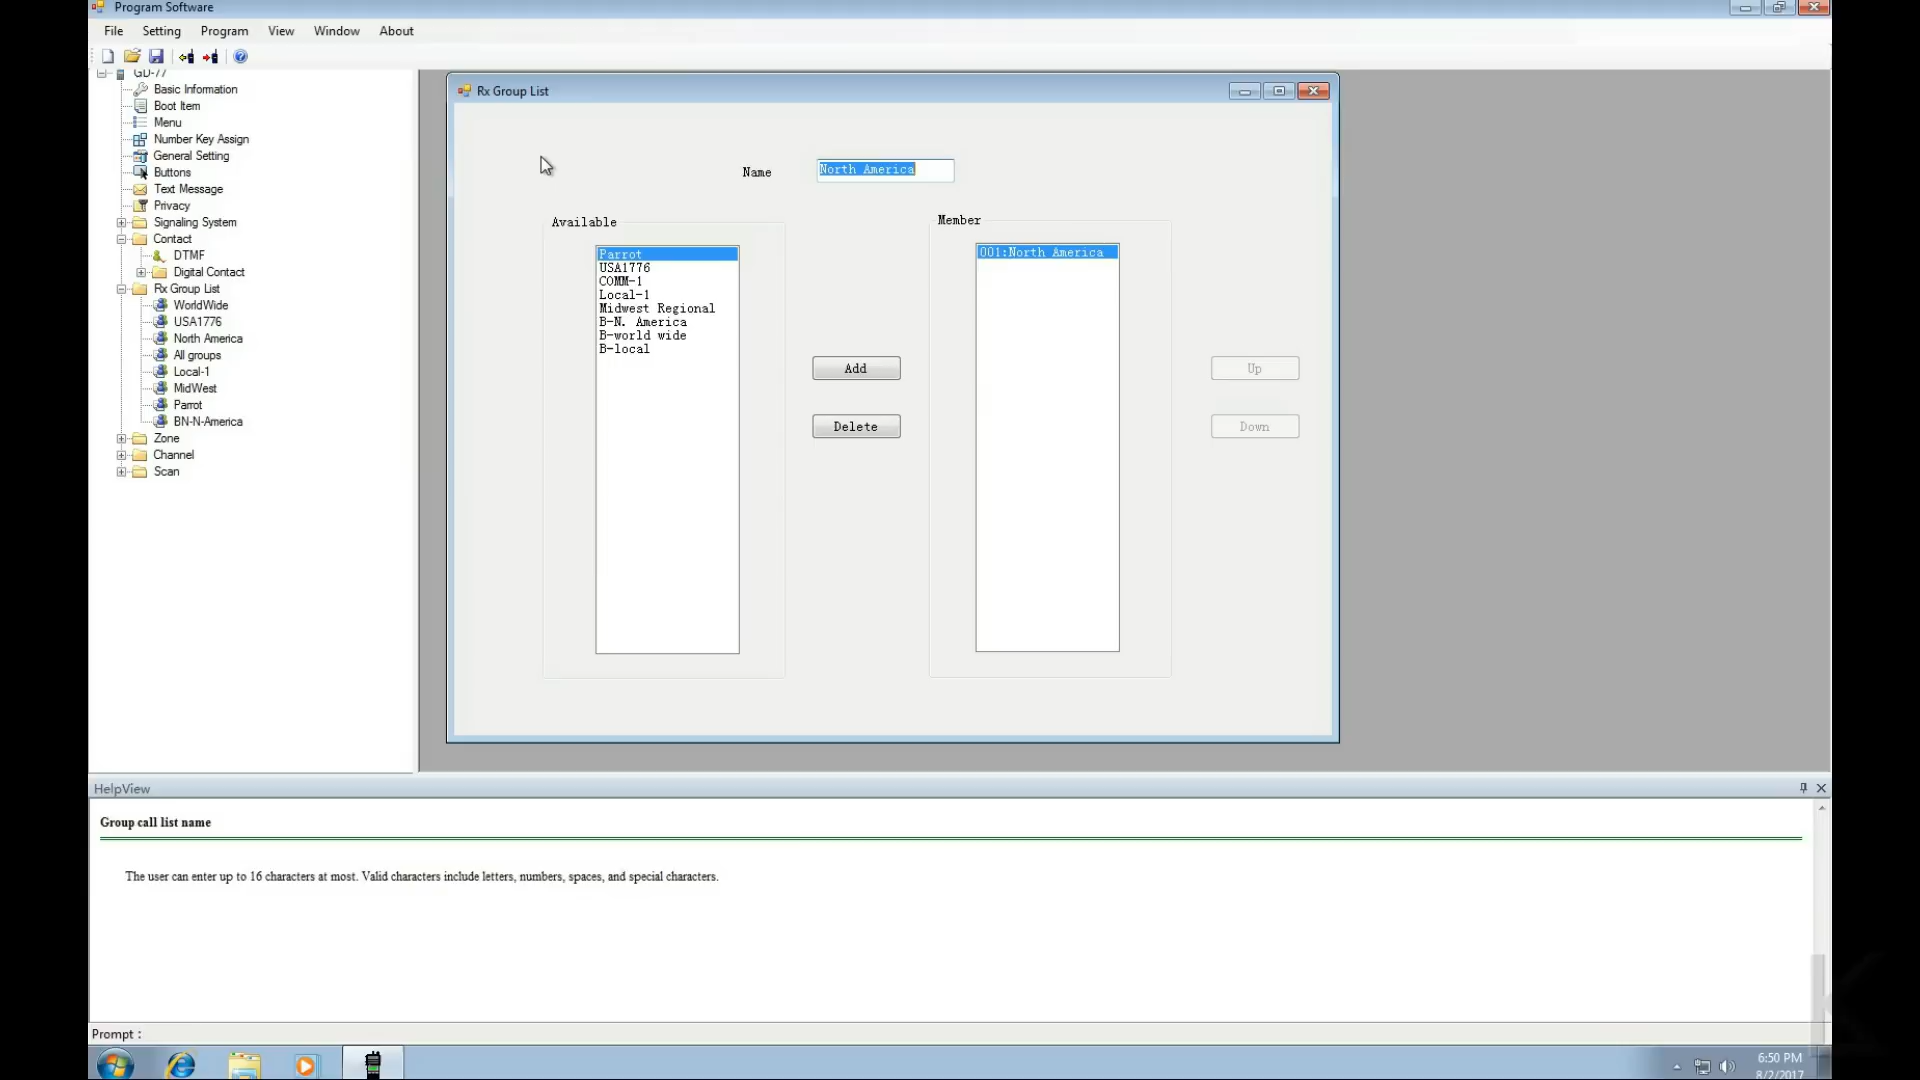 Program Software
File Setting Program View Window About
GD-77
Basic Information
Boot Item
Menu
Number Key Assign
General Setting
Buttons
Text Message
Privacy
Signaling System
Contact
DTMF
Digital Contact
Rx Group List
WorldWide
USA1776
North America
All groups
Local-1
MidWest
Parrot
BN-N-America
Zone
Channel
Scan
Rx Group List
Name North America
Available
Parrot
USA1776
COMM-1
Local-1
Midwest Regional
B-N. America
B-world wide
B-local
Add
Delete
Member
001:North America
Up
Down
HelpView
Group call list name
The user can enter up to 16 characters at most. Valid characters include letters, numbers, spaces, and special characters.
Prompt :
6:50 PM
8/2/2017